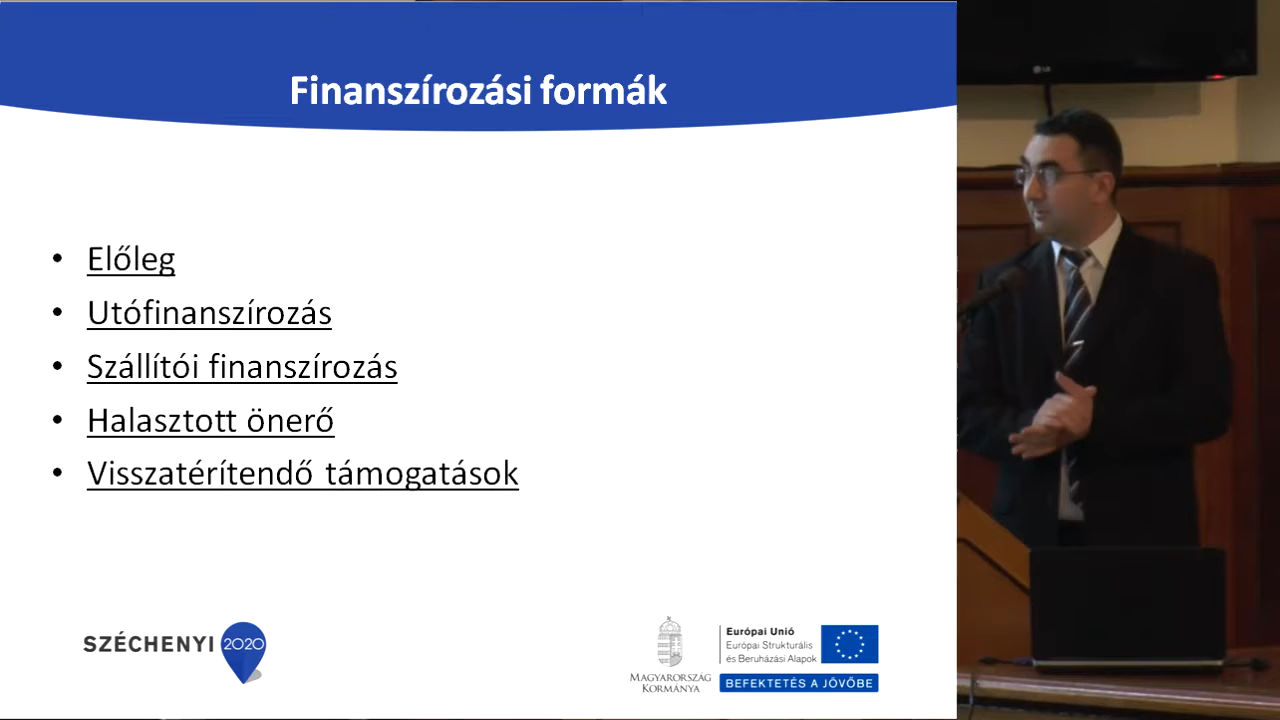 Finanszírozási formák
• Előleg
• Utófinanszírozás
• Szállítói finanszírozás
• Halasztott önerő
• Visszatérítendő támogatások
SZÉCHENYI 2020
MAGYARORSZÁG
KORMÁNYA
Európai Unió
Európai Strukturális
és Beruházási Alapok
BEFEKTETÉS A JÖVŐBE
LG